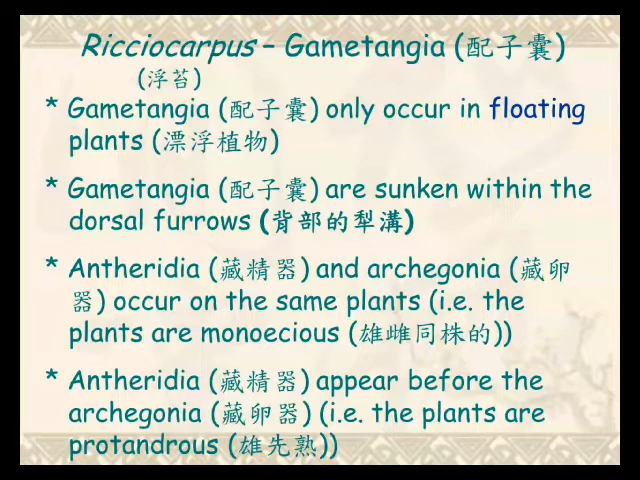 Ricciocarpus – Gametangia (配子囊)
(浮苔)
* Gametangia (配子囊) only occur in floating
plants (漂浮植物)
* Gametangia (配子囊) are sunken within the
dorsal furrows (背部的犁溝)
* Antheridia (藏精器) and archegonia (藏卵
器) occur on the same plants (i.e. the
plants are monoecious (雄雌同株的))
* Antheridia (藏精器) appear before the
archegonia (藏卵器) (i.e. the plants are
protandrous (雄先熟))